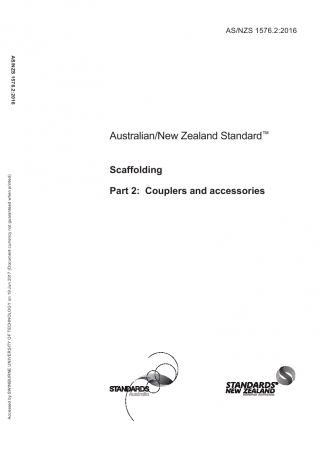 AS/NZS 1576.2:2016
AS/NZS 1576.2:2016
Australian/New Zealand Standard™
Scaffolding
Part 2: Couplers and accessories
Accessed by SWINBURNE UNIVERSITY OF TECHNOLOGY on 19 Jun 2017 (Document currency not guaranteed when printed)
STANDARDS
Australia
STANDARDS
NEW ZEALAND